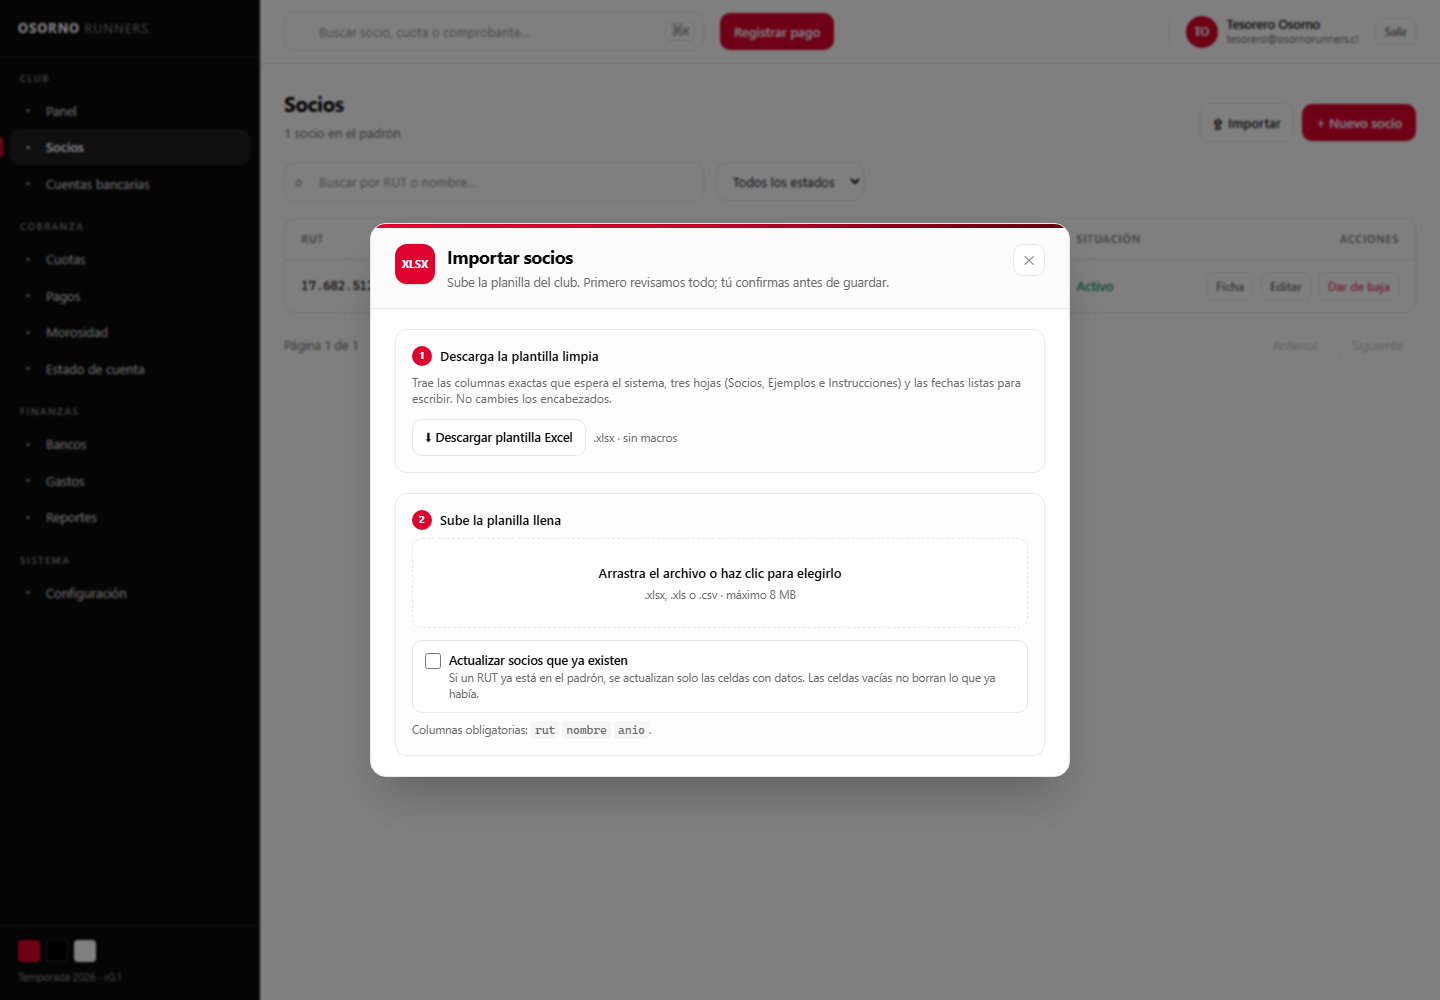 OSORNO RUNNERS
CLUB
Panel
Socios
Cuentas bancarias
COBRANZA
Cuotas
Pagos
Morosidad
Estado de cuenta
FINANZAS
Bancos
Gastos
Reportes
SISTEMA
Configuración
Temporada 2026 · v0.1
Buscar socio, cuota o comprobante...
Registrar pago
TO
Tesorero Osorno
tesorero@osornorunners.cl
Salir
Socios
1 socio en el padrón
Importar
+ Nuevo socio
Buscar por RUT o nombre...
Todos los estados
RUT
SITUACIÓN
ACCIONES
17.682.512
Activo
Ficha
Editar
Dar de baja
Página 1 de 1
Anterior
Siguiente
XLSX
Importar socios
Sube la planilla del club. Primero revisamos todo; tú confirmas antes de guardar.
1 Descarga la plantilla limpia
Trae las columnas exactas que espera el sistema, tres hojas (Socios, Ejemplos e Instrucciones) y las fechas listas para
escribir. No cambies los encabezados.
⬇ Descargar plantilla Excel
.xlsx · sin macros
2 Sube la planilla llena
Arrastra el archivo o haz clic para elegirlo
.xlsx, .xls o .csv · máximo 8 MB
Actualizar socios que ya existen
Si un RUT ya está en el padrón, se actualizan solo las celdas con datos. Las celdas vacías no borran lo que ya
había.
Columnas obligatorias: rut nombre anio.